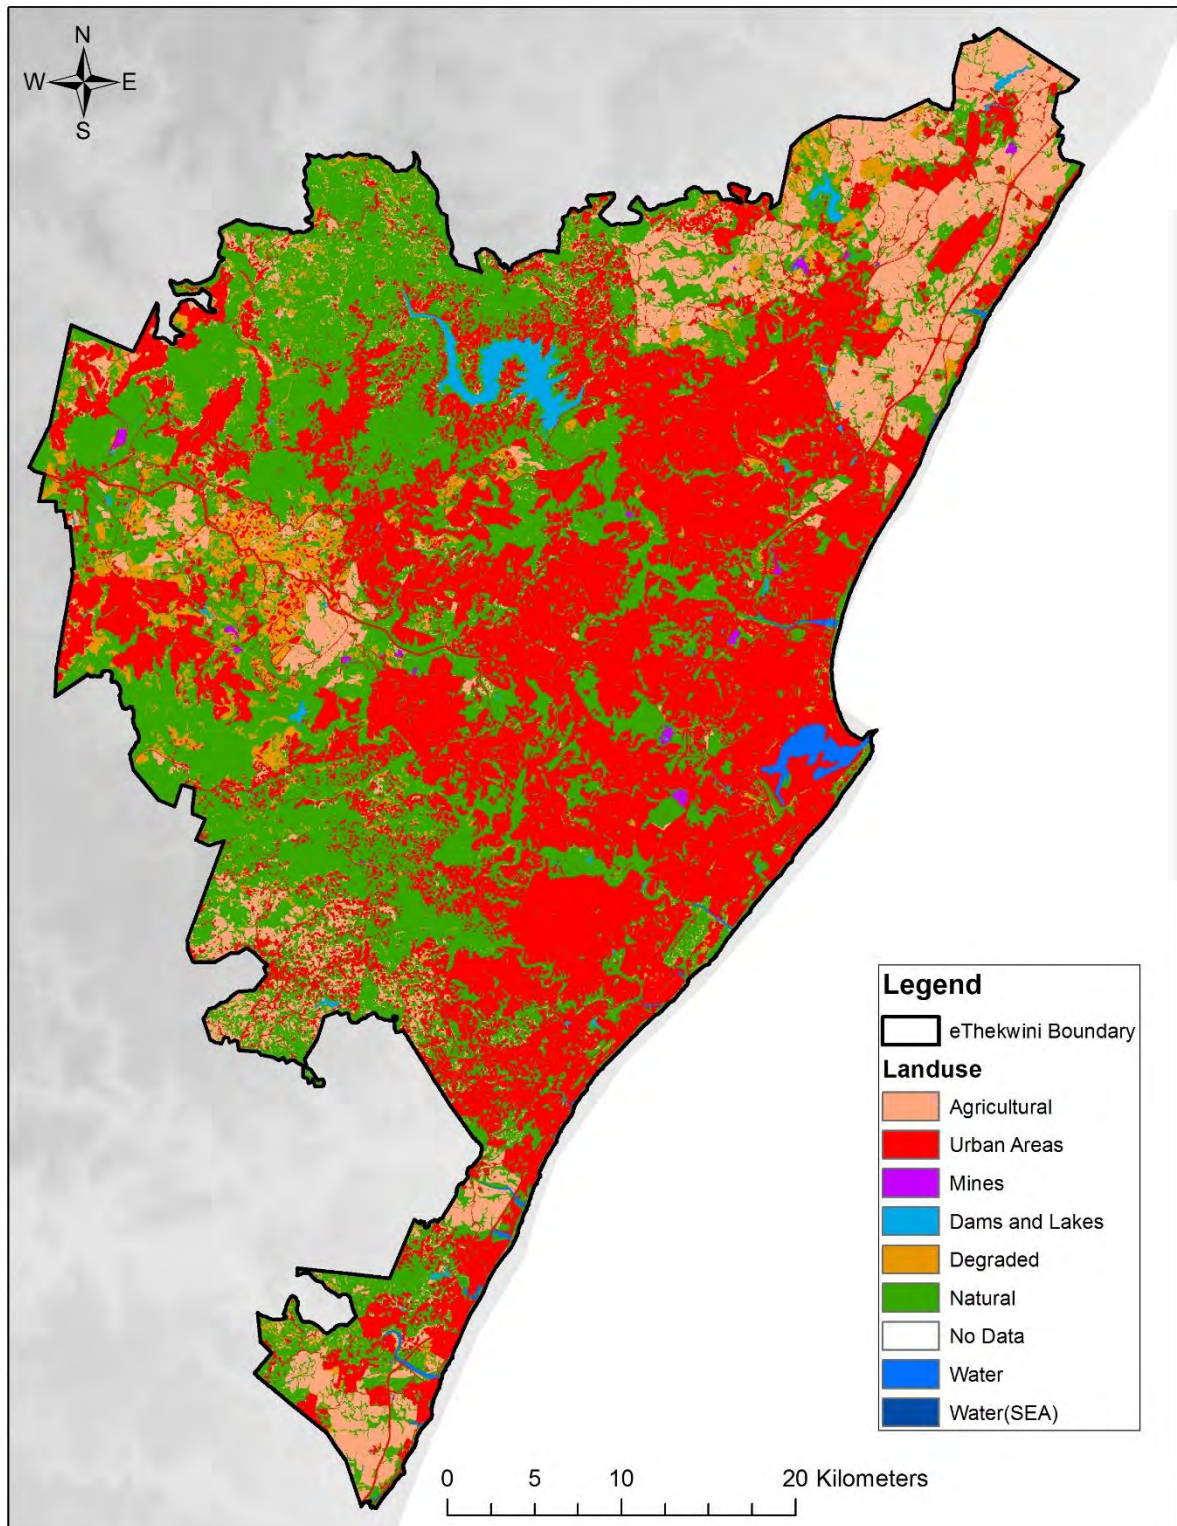 N
W E
S
Legend
eThekwini Boundary
Landuse
Agricultural
Urban Areas
Mines
Dams and Lakes
Degraded
Natural
No Data
Water
Water(SEA)
0 5 10 20 Kilometers